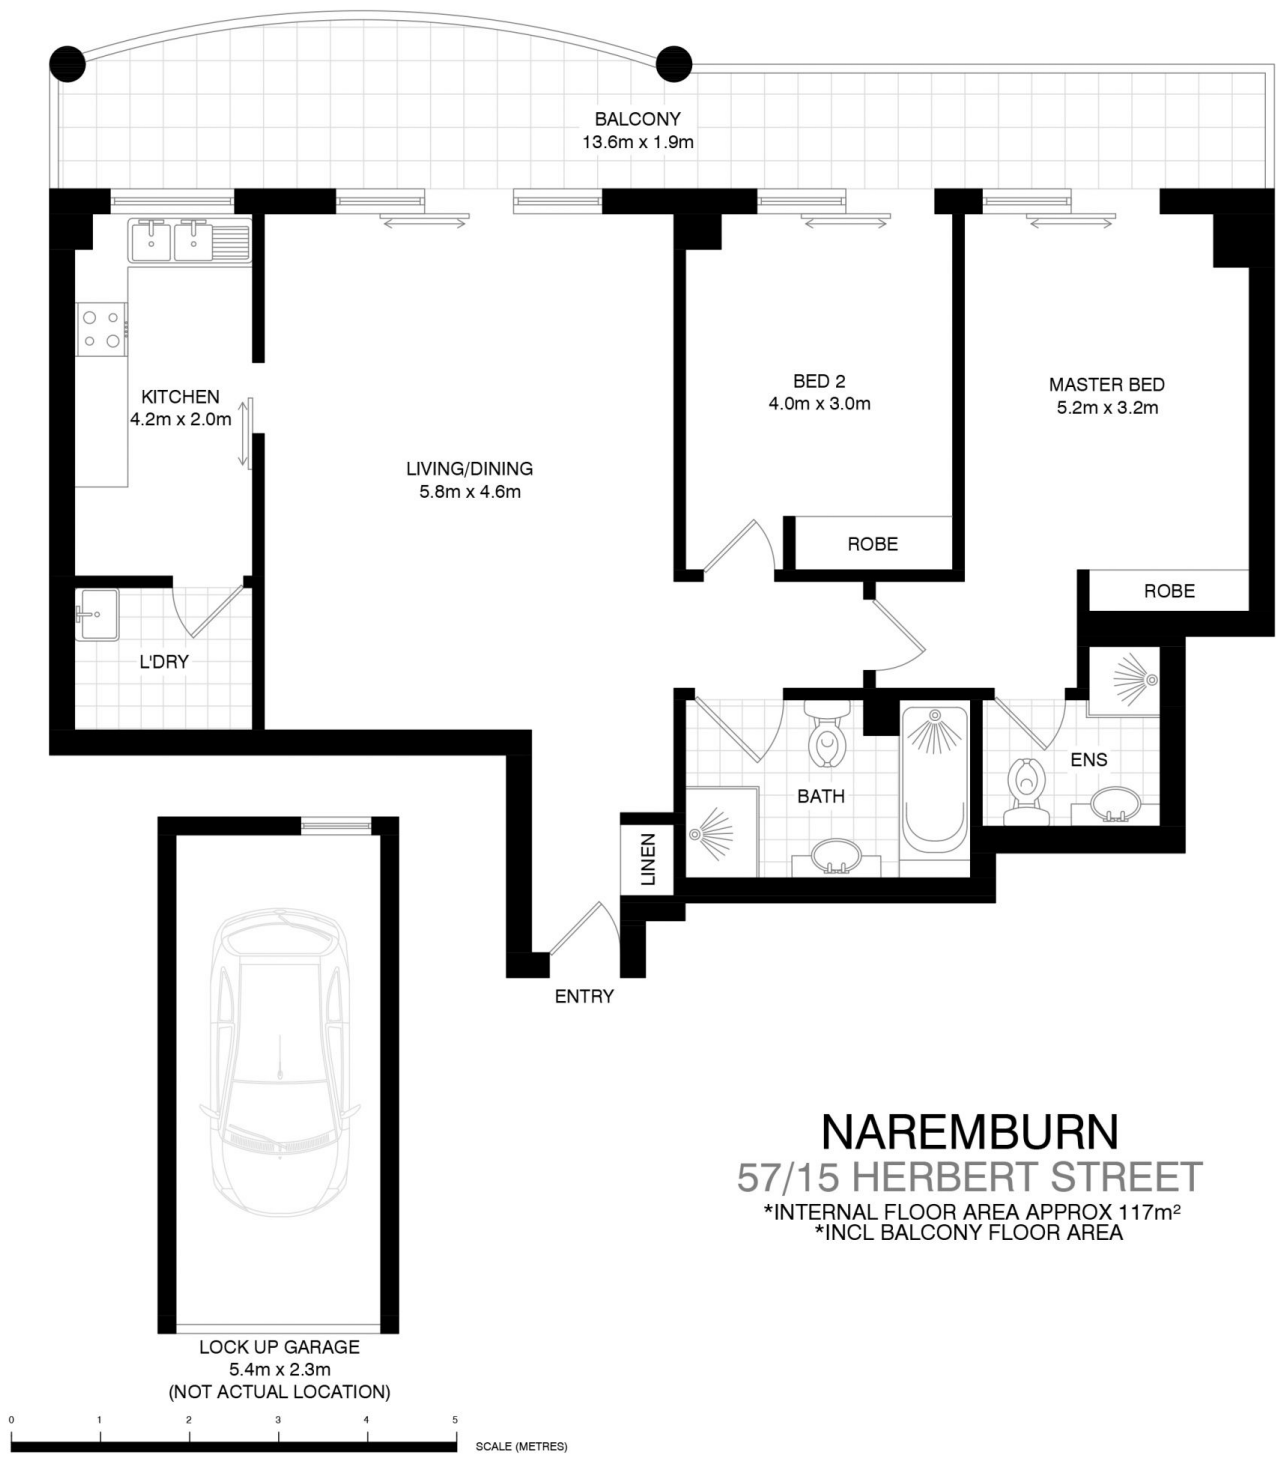 BALCONY
13.6m x 1.9m
KITCHEN
4.2m x 2.0m
LIVING/DINING
5.8m x 4.6m
BED 2
4.0m x 3.0m
MASTER BED
5.2m x 3.2m
ROBE
ROBE
L'DRY
BATH
ENS
LINEN
ENTRY
NAREMBURN
57/15 HERBERT STREET
*INTERNAL FLOOR AREA APPROX 117m²
*INCL BALCONY FLOOR AREA
LOCK UP GARAGE
5.4m x 2.3m
(NOT ACTUAL LOCATION)
0 1 2 3 4 5
SCALE (METRES)